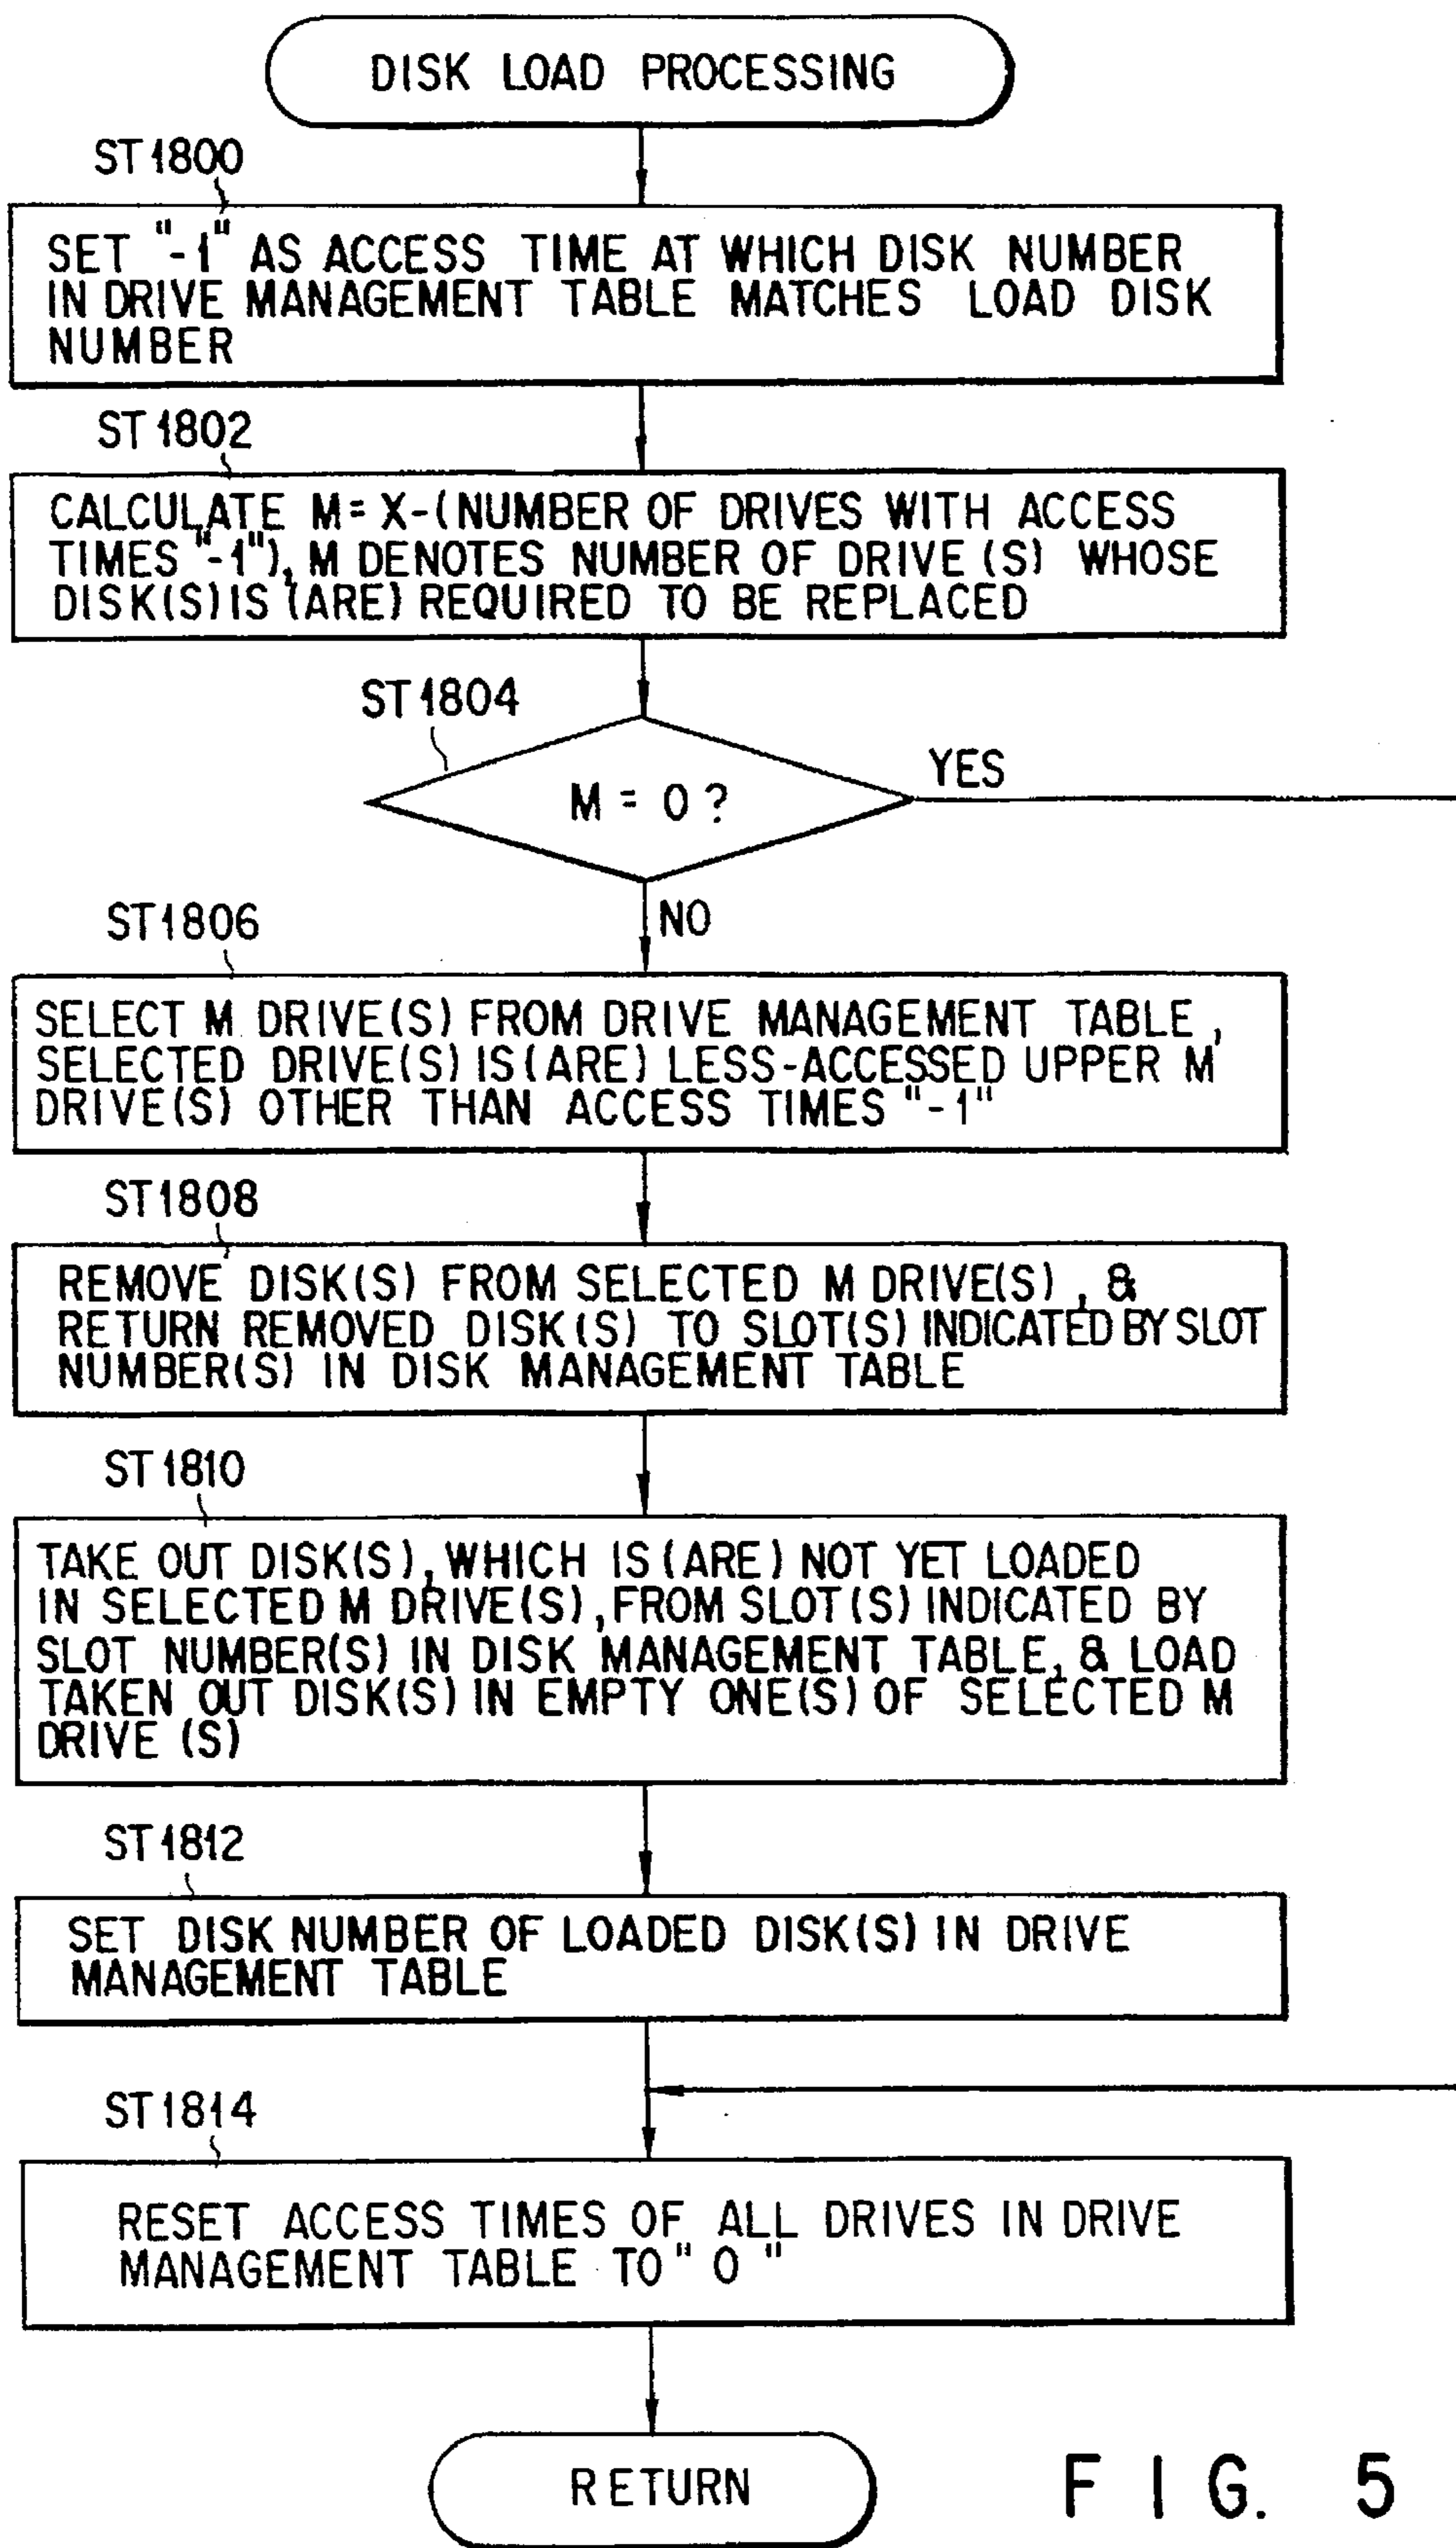 DISK LOAD PROCESSING
ST1800
SET "-1" AS ACCESS TIME AT WHICH DISK NUMBER
IN DRIVE MANAGEMENT TABLE MATCHES LOAD DISK
NUMBER
ST1802
CALCULATE M=X-(NUMBER OF DRIVES WITH ACCESS
TIMES "-1"), M DENOTES NUMBER OF DRIVE(S) WHOSE
DISK(S) IS (ARE) REQUIRED TO BE REPLACED
ST1804
M=0?
YES
NO
ST1806
SELECT M DRIVE(S) FROM DRIVE MANAGEMENT TABLE,
SELECTED DRIVE(S) IS (ARE) LESS-ACCESSED UPPER M
DRIVE(S) OTHER THAN ACCESS TIMES "-1"
ST1808
REMOVE DISK(S) FROM SELECTED M DRIVE(S), &
RETURN REMOVED DISK(S) TO SLOT(S) INDICATED BY SLOT
NUMBER(S) IN DISK MANAGEMENT TABLE
ST1810
TAKE OUT DISK(S), WHICH IS (ARE) NOT YET LOADED
IN SELECTED M DRIVE(S), FROM SLOT(S) INDICATED BY
SLOT NUMBER(S) IN DISK MANAGEMENT TABLE, & LOAD
TAKEN OUT DISK(S) IN EMPTY ONE(S) OF SELECTED M
DRIVE (S)
ST1812
SET DISK NUMBER OF LOADED DISK(S) IN DRIVE
MANAGEMENT TABLE
ST1814
RESET ACCESS TIMES OF ALL DRIVES IN DRIVE
MANAGEMENT TABLE TO "0"
RETURN
FIG. 5